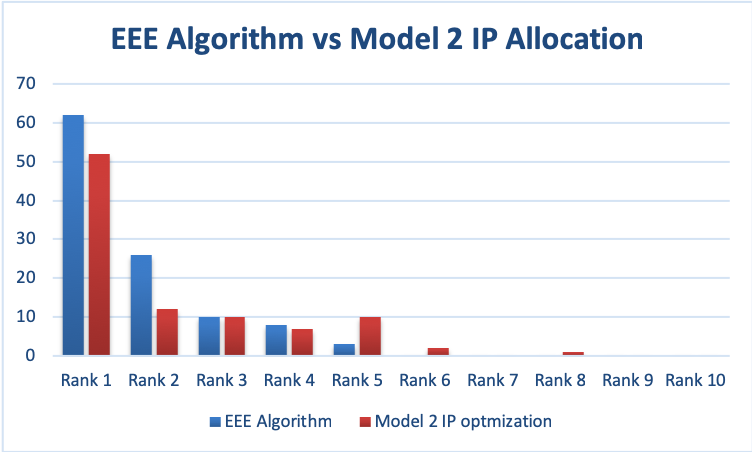 EEE Algorithm vs Model 2 IP Allocation
70
60
50
40
30
20
10
0
Rank 1 Rank 2 Rank 3 Rank 4 Rank 5 Rank 6 Rank 7 Rank 8 Rank 9 Rank 10
EEE Algorithm Model 2 IP optmization